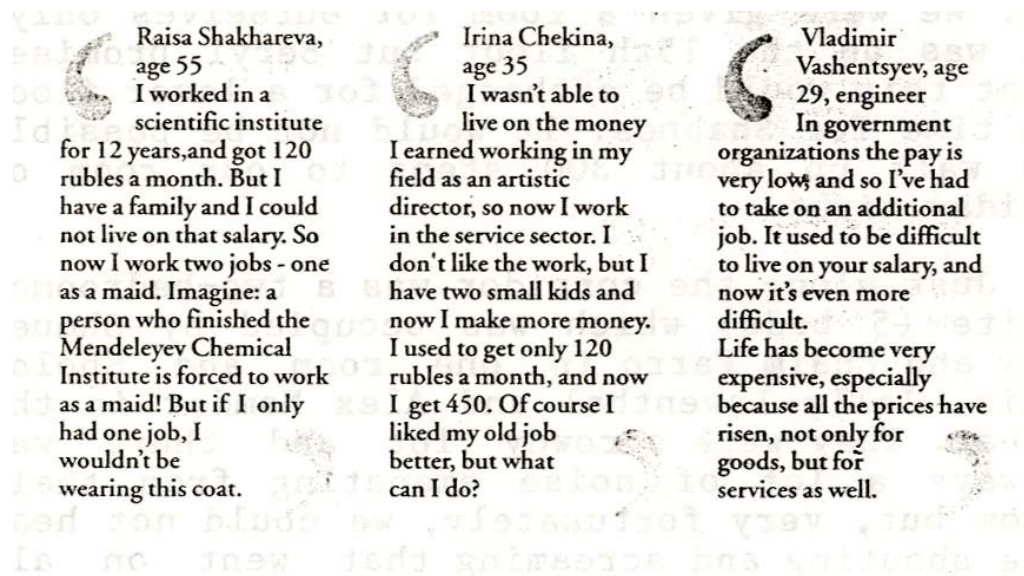 Raisa Shakhareva,
age 55
I worked in a
scientific institute
for 12 years,and got 120
rubles a month. But I
have a family and I could
not live on that salary. So
now I work two jobs - one
as a maid. Imagine: a
person who finished the
Mendeleyev Chemical
Institute is forced to work
as a maid! But if I only
had one job, I
wouldn't be
wearing this coat.
Irina Chekina,
age 35
I wasn't able to
live on the money
I earned working in my
field as an artistic
director, so now I work
in the service sector. I
don't like the work, but I
have two small kids and
now I make more money.
I used to get only 120
rubles a month, and now
I get 450. Of course I
liked my old job
better, but what
can I do?
Vladimir
Vashentsyev, age
29, engineer
In government
organizations the pay is
very low, and so I've had
to take on an additional
job. It used to be difficult
to live on your salary, and
now it's even more
difficult.
Life has become very
expensive, especially
because all the prices have
risen, not only for
goods, but for
services as well.